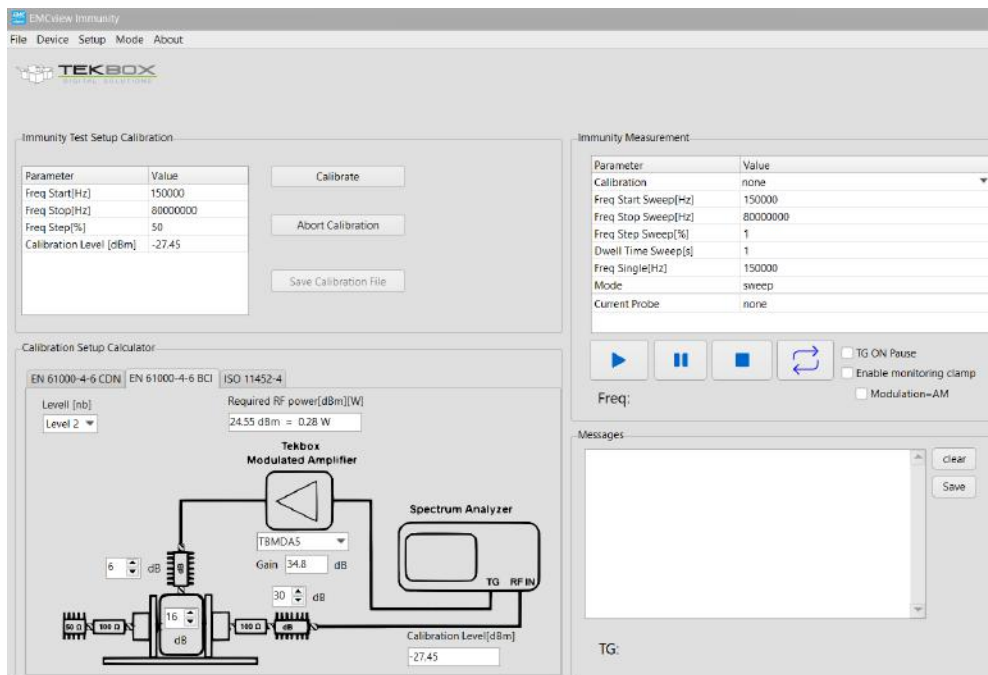 EMCview Immunity
File Device Setup Mode About
TEKBOX
DIGITAL SOLUTIONS
Immunity Test Setup Calibration
Parameter Value
Freq Start[Hz] 150000
Freq Stop[Hz] 80000000
Freq Step[%] 50
Calibration Level [dBm] -27.45
Calibrate
Abort Calibration
Save Calibration File
Calibration Setup Calculator
EN 61000-4-6 CDN EN 61000-4-6 BCI ISO 11452-4
Levell [nb]
Level 2
Required RF power[dBm][W]
24.55 dBm = 0.28 W
Tekbox
Modulated Amplifier
TBMDA5
Gain 34.8 dB
Spectrum Analyzer
TG RF IN
6 dB
dB
30 dB
16
dB
50 Ω 100 Ω
100 Ω dB
Calibration Level[dBm]
-27.45
Immunity Measurement
Parameter Value
Calibration none
Freq Start Sweep[Hz] 150000
Freq Stop Sweep[Hz] 80000000
Freq Step Sweep[%] 1
Dwell Time Sweep[s] 1
Freq Single[Hz] 150000
Mode sweep
Current Probe none
TG ON Pause
Enable monitoring clamp
Modulation=AM
Freq:
Messages
clear
Save
TG: